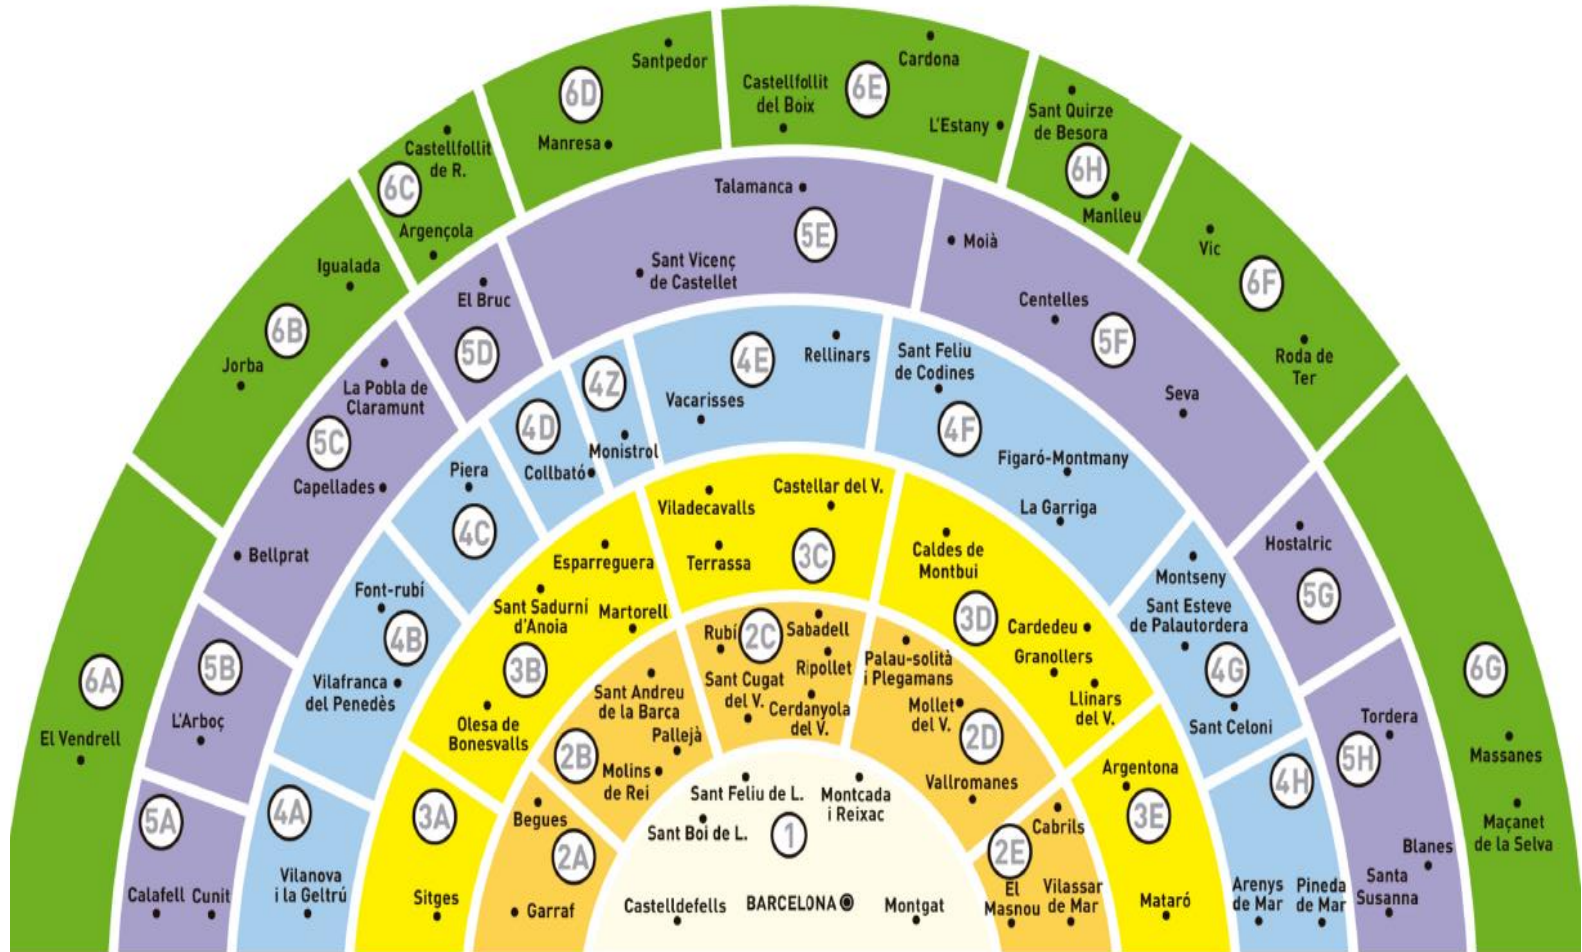 Santpedor
6D
Manresa
Cardona
Castellfollit
del Boix
6E
L'Estany
Sant Quirze
de Besora
6H
Manlleu
Castellfollit
de R.
6C
Argençola
Vic
6F
Roda de
Ter
Igualada
6B
Jorba
Talamanca
5E
Sant Vicenç
de Castellet
Moià
Centelles
5F
Seva
El Bruc
5D
La Pobla de
Claramunt
5C
Capellades
Bellprat
4Z
Monistrol
4E
Rellinars
Vacarisses
Sant Feliu
de Codines
4F
Figaró-Montmany
La Garriga
4D
Collbató
Piera
4C
Viladecavalls
Castellar del V.
Terrassa
3C
Caldes de
Montbui
3D
Cardedeu
Granollers
Llinars
del V.
Hostalric
5G
Montseny
Sant Esteve
de Palautordera
4G
Sant Celoni
Font-rubí
4B
Vilafranca
del Penedès
Esparreguera
Sant Sadurní
d'Anoia
Martorell
3B
Olesa de
Bonesvalls
Rubí
2C
Sabadell
Ripollet
Sant Cugat
del V.
Cerdanyola
del V.
Palau-solità
i Plegamans
Mollet
del V.
2D
Vallromanes
Sant Andreu
de la Barca
Pallejà
2B
Molins
de Rei
6A
El Vendrell
5B
L'Arboç
6G
Massanes
Maçanet
de la Selva
Tordera
5H
Blanes
Santa
Susanna
4H
Arenys
de Mar
Pineda
de Mar
Argentona
3E
Mataró
Cabrils
2E
El
Masnou
Vilassar
de Mar
Begues
2A
Garraf
3A
Sitges
4A
Vilanova
i la Geltrú
5A
Calafell
Cunit
Sant Feliu de L.
Montcada
i Reixac
Sant Boi de L.
1
Castelldefells
BARCELONA
Montgat